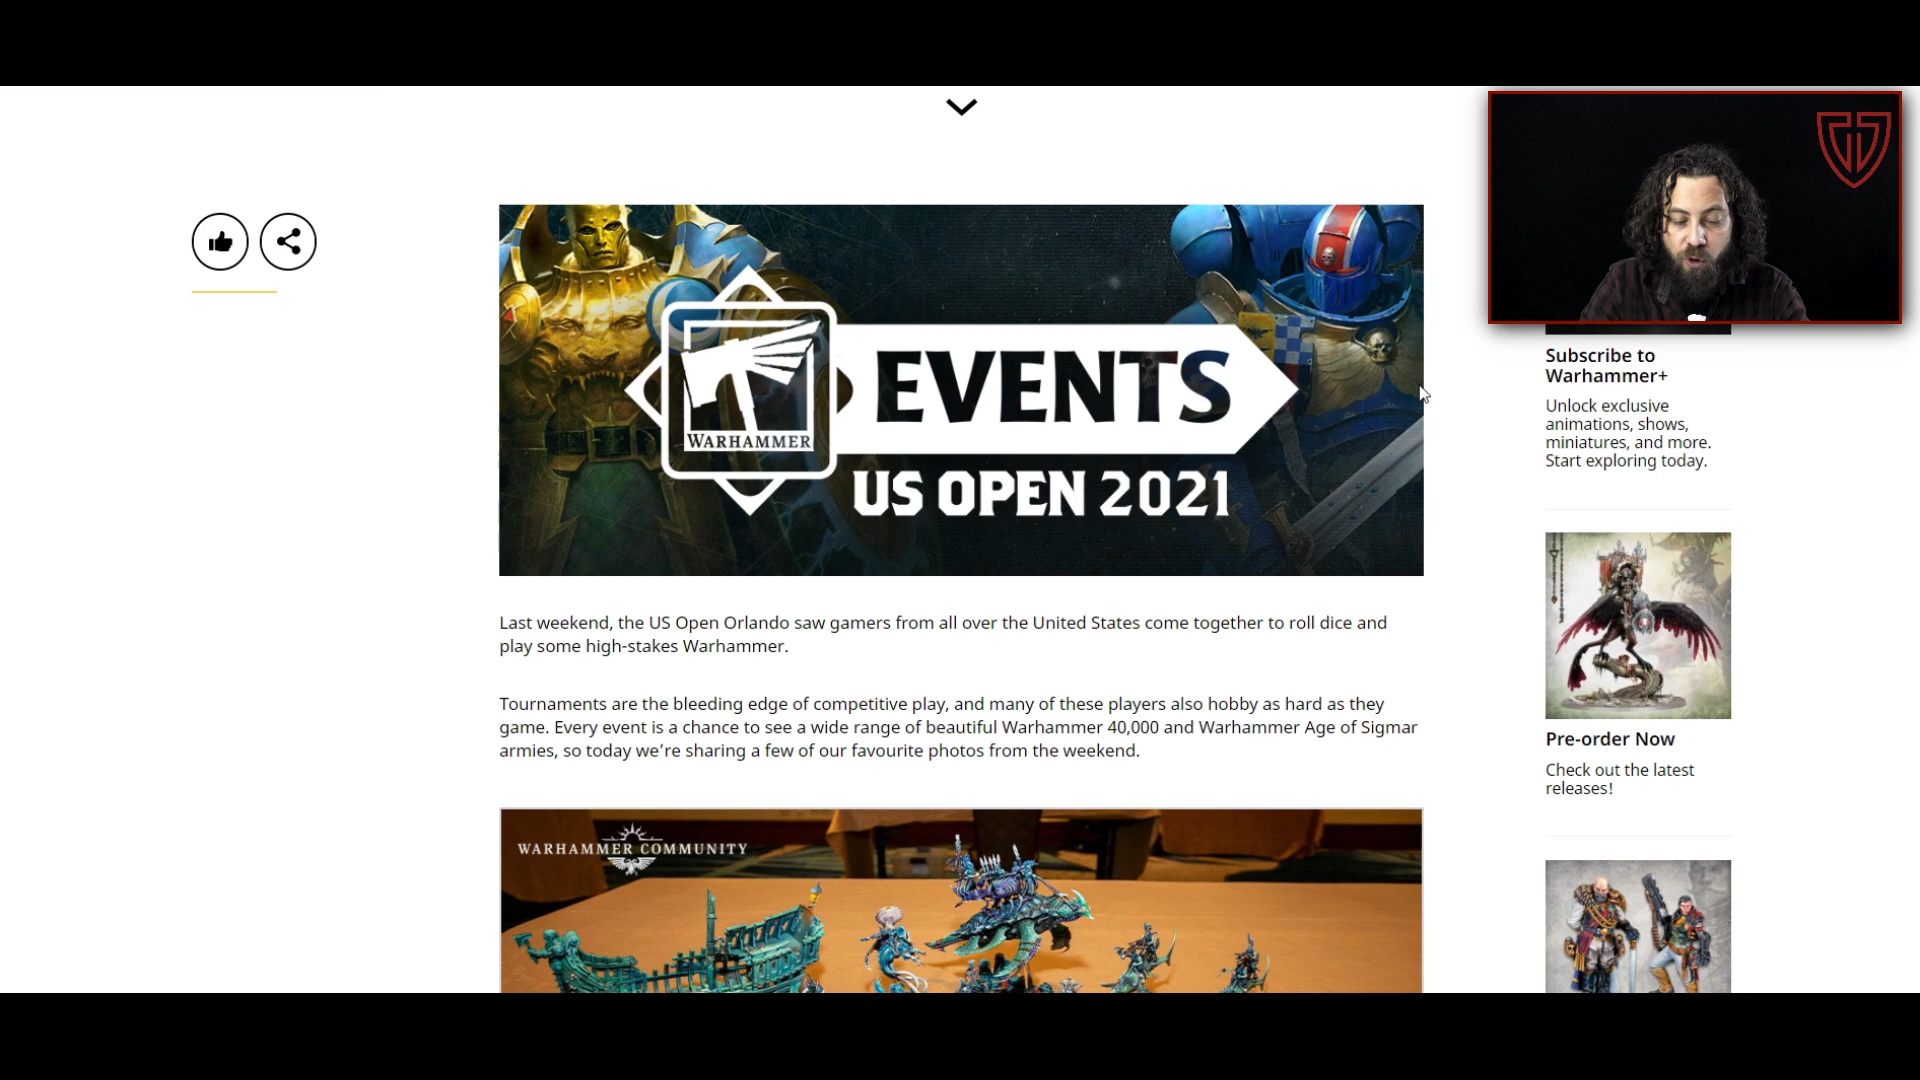 WARHAMMER
EVENTS
US OPEN 2021
Last weekend, the US Open Orlando saw gamers from all over the United States come together to roll dice and
play some high-stakes Warhammer.
Tournaments are the bleeding edge of competitive play, and many of these players also hobby as hard as they
game. Every event is a chance to see a wide range of beautiful Warhammer 40,000 and Warhammer Age of Sigmar
armies, so today we’re sharing a few of our favourite photos from the weekend.
WARHAMMER COMMUNITY
Subscribe to
Warhammer+
Unlock exclusive
animations, shows,
miniatures, and more.
Start exploring today.
Pre-order Now
Check out the latest
releases!